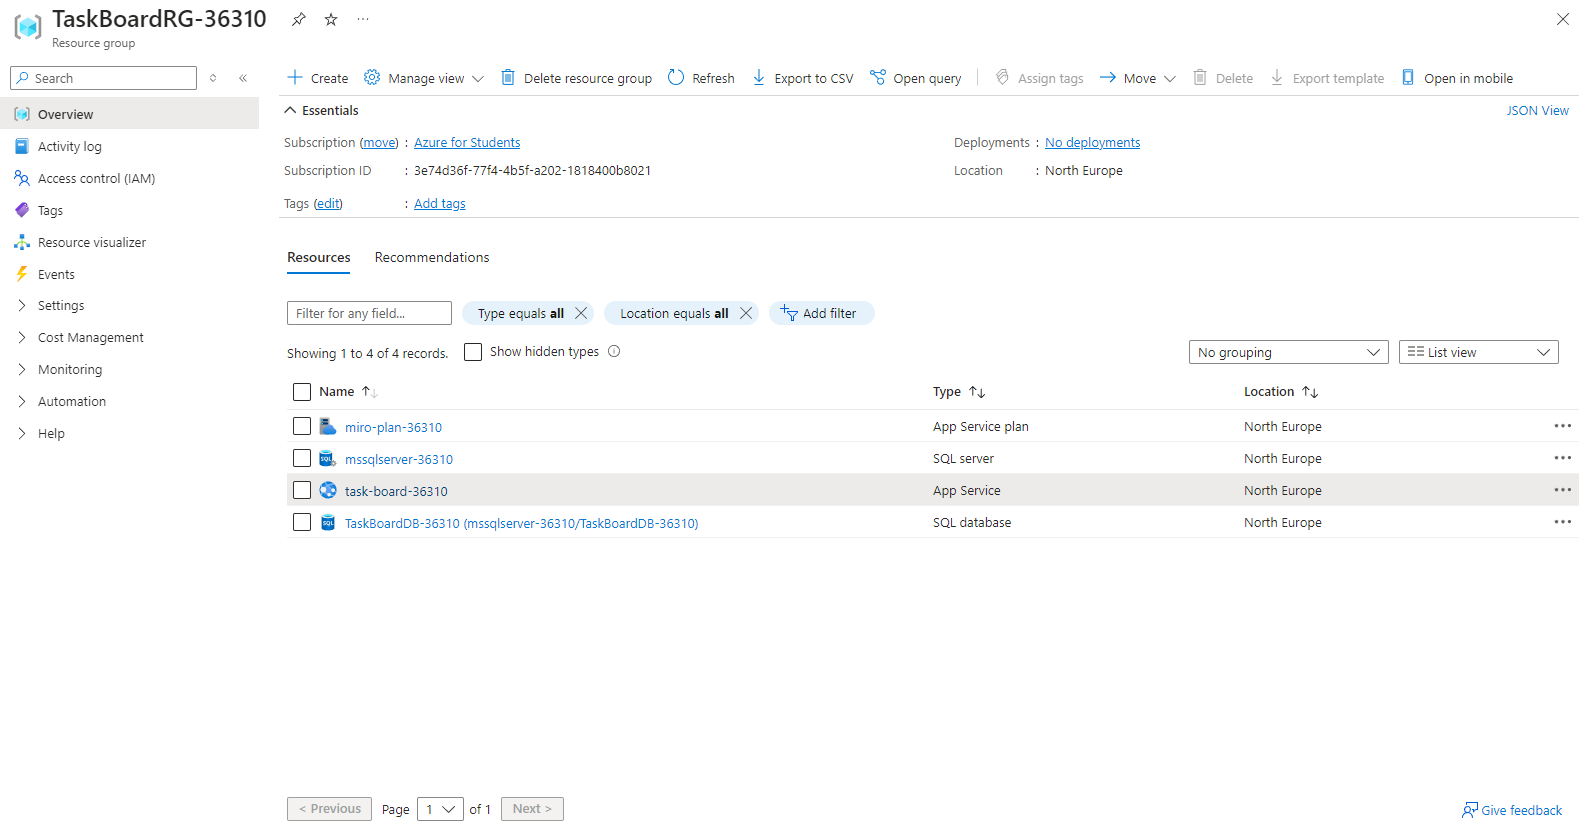 TaskBoardRG-36310
Resource group
Search
Overview
Activity log
Access control (IAM)
Tags
Resource visualizer
Events
Settings
Cost Management
Monitoring
Automation
Help
Create Manage view Delete resource group Refresh Export to CSV Open query Assign tags Move Delete Export template Open in mobile
Essentials JSON View
Subscription (move) : Azure for Students Deployments : No deployments
Subscription ID : 3e74d36f-77f4-4b5f-a202-1818400b8021 Location : North Europe
Tags (edit) : Add tags
Resources Recommendations
Filter for any field... Type equals all Location equals all Add filter
Showing 1 to 4 of 4 records. Show hidden types No grouping List view
Name Type Location
miro-plan-36310 App Service plan North Europe
mssqlserver-36310 SQL server North Europe
task-board-36310 App Service North Europe
TaskBoardDB-36310 (mssqlserver-36310/TaskBoardDB-36310) SQL database North Europe
< Previous Page 1 of 1 Next > Give feedback